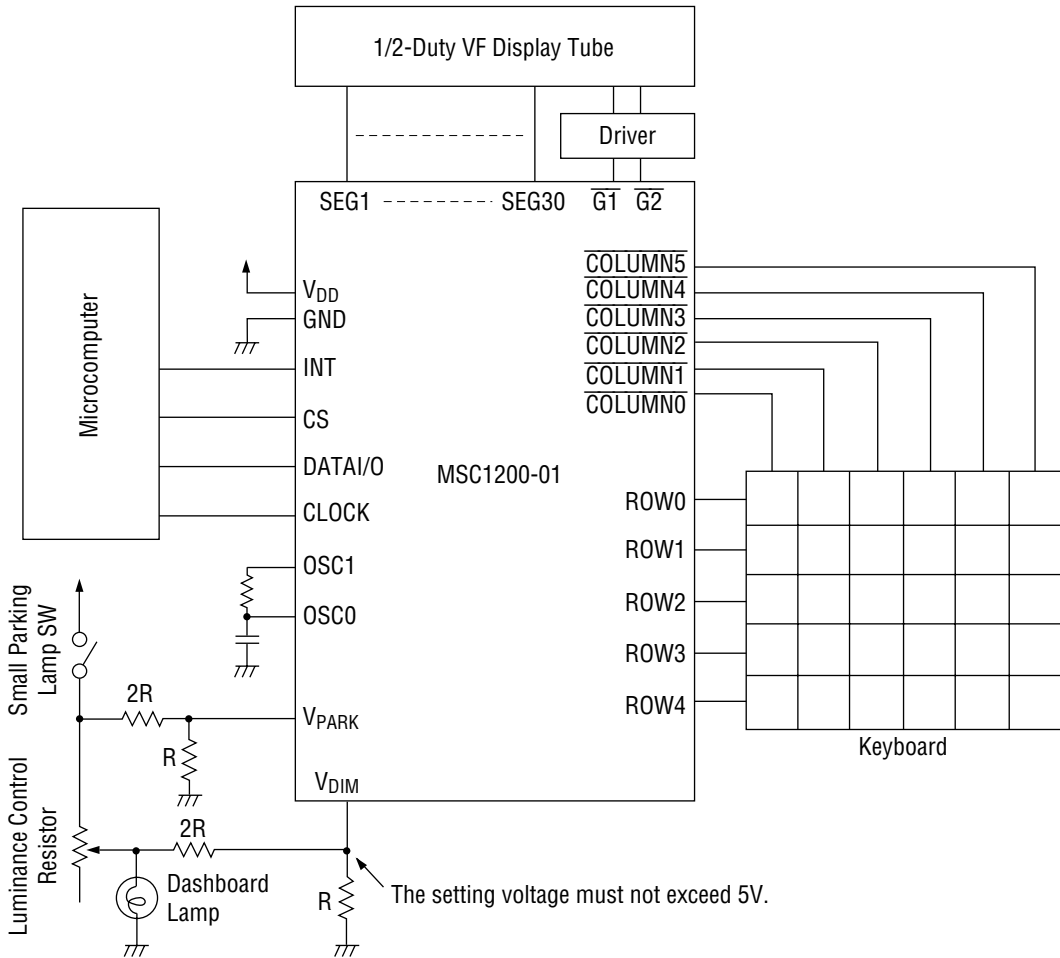 1/2-Duty VF Display Tube
Driver
SEG1 SEG30 G1 G2
Microcomputer
VDD
GND
INT
CS
DATAI/O
CLOCK
OSC1
OSC0
VPARK
VDIM
MSC1200-01
COLUMN5
COLUMN4
COLUMN3
COLUMN2
COLUMN1
COLUMN0
ROW0
ROW1
ROW2
ROW3
ROW4
Keyboard
Small Parking
Lamp SW
2R
R
Luminance Control
Resistor
2R
Dashboard
Lamp
R
The setting voltage must not exceed 5V.